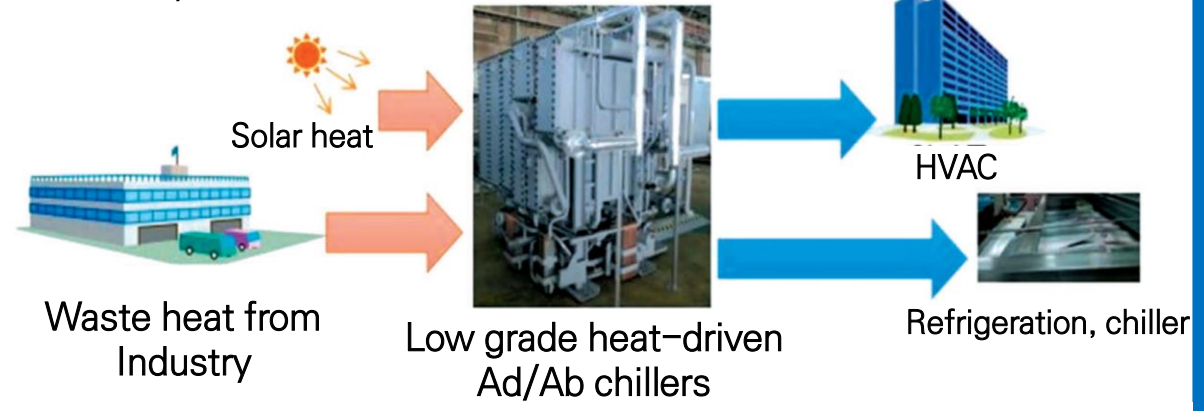 Solar heat
HVAC
Waste heat from
Industry
Low grade heat-driven
Ad/Ab chillers
Refrigeration, chiller